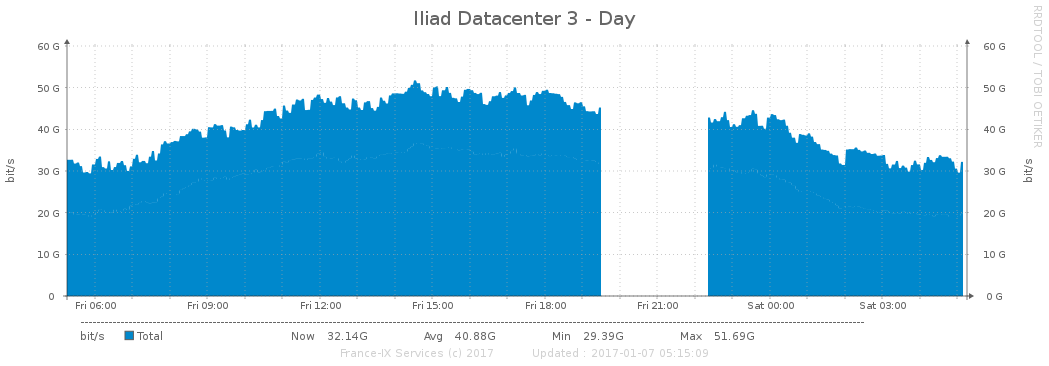 Iliad Datacenter 3 - Day
RRDTOOL / TOBI OETIKER
bit/s
60 G
50 G
40 G
30 G
20 G
10 G
0
60 G
50 G
40 G
30 G
20 G
10 G
0 G
bit/s
Fri 06:00 Fri 09:00 Fri 12:00 Fri 15:00 Fri 18:00 Fri 21:00 Sat 00:00 Sat 03:00
bit/s Total Now 32.14G Avg 40.88G Min 29.39G Max 51.69G
France-IX Services (c) 2017 Updated : 2017-01-07 05:15:09